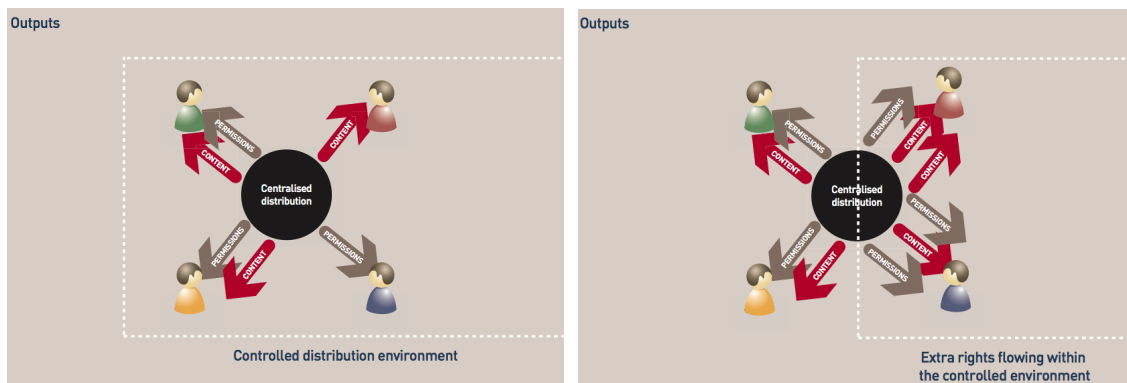 Outputs
PERMISSIONS
CONTENT
CONTENT
Centralised
distribution
PERMISSIONS
CONTENT
PERMISSIONS
Controlled distribution environment
Outputs
PERMISSIONS
PERMISSIONS
CONTENT
CONTENT
CONTENT
Centralised
distribution
PERMISSIONS
PERMISSIONS
CONTENT
CONTENT
PERMISSIONS
Extra rights flowing within
the controlled environment